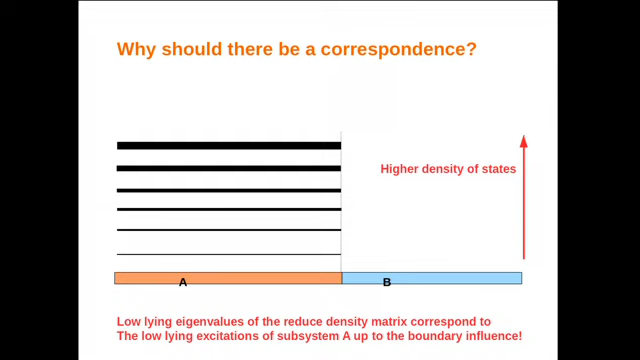 Why should there be a correspondence?
Higher density of states
A
B
Low lying eigenvalues of the reduce density matrix correspond to
The low lying excitations of subsystem A up to the boundary influence!